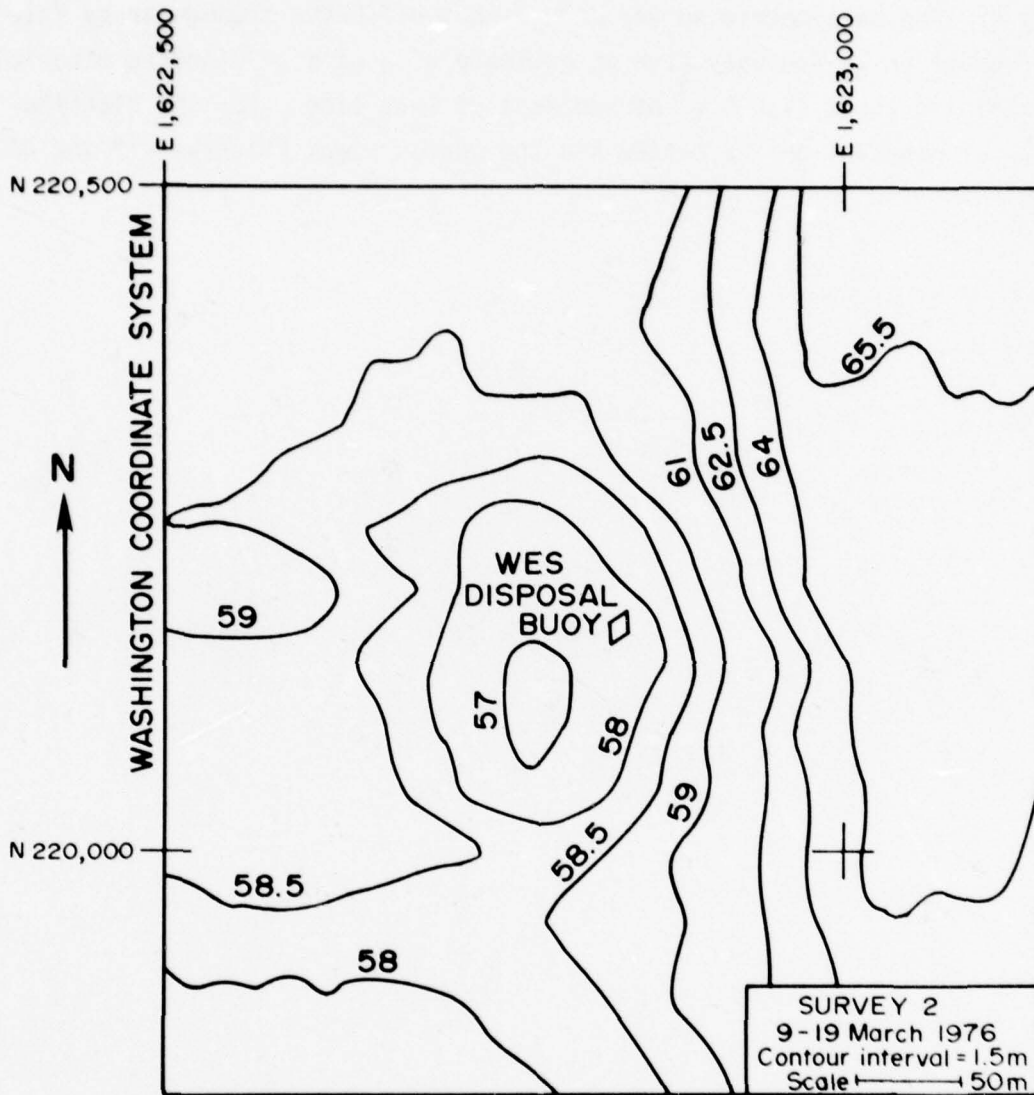 E 1,622,500
E 1,623,000
N 220,500
WASHINGTON COORDINATE SYSTEM
N
65.5
61
62.5
64
59
WES
DISPOSAL
BUOY
57
58
59
58.5
N 220,000
58.5
58
SURVEY 2
9-19 March 1976
Contour interval = 1.5m
Scale 50m